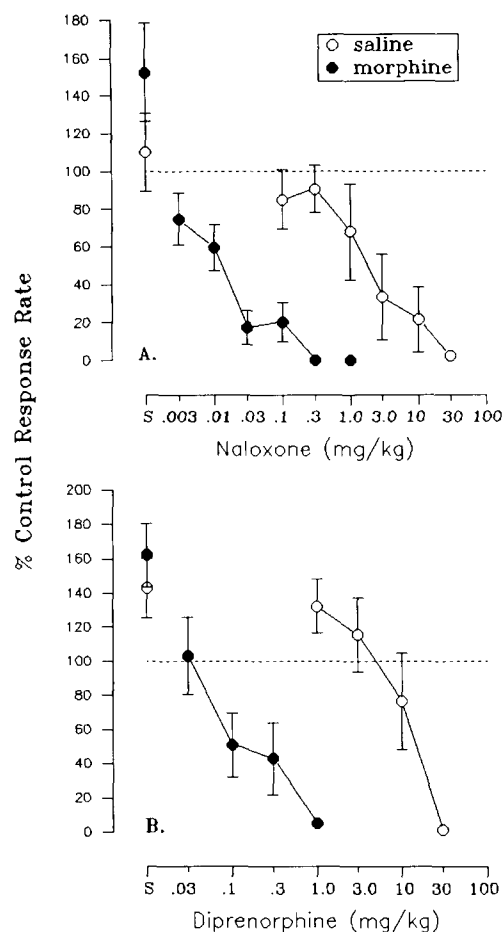 180
160
140
120
100
80
60
40
20
0
saline
morphine
A.
S .003 .01 .03 .1 .3 1.0 3.0 10 30 100
Naloxone (mg/kg)
% Control Response Rate
200
180
160
140
120
100
80
60
40
20
0
B.
S .03 .1 .3 1.0 3.0 10 30 100
Diprenorphine (mg/kg)